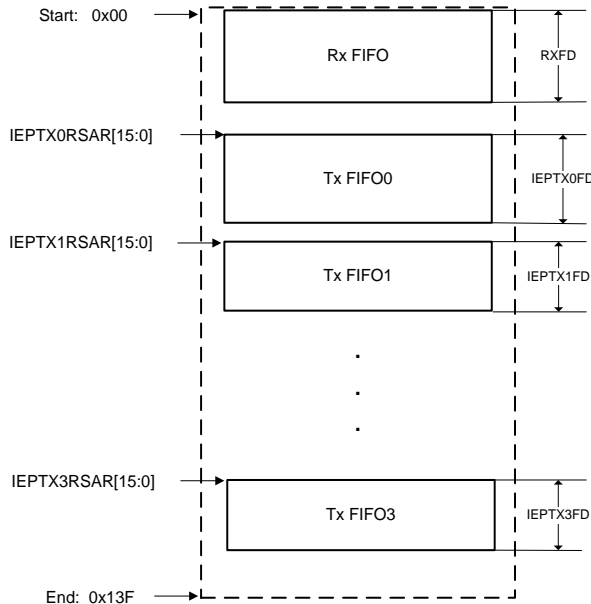 Start: 0x00
Rx FIFO
RXFD
IEPTX0RSAR[15:0]
Tx FIFO0
IEPTX0FD
IEPTX1RSAR[15:0]
Tx FIFO1
IEPTX1FD
.
.
.
IEPTX3RSAR[15:0]
Tx FIFO3
IEPTX3FD
End: 0x13F